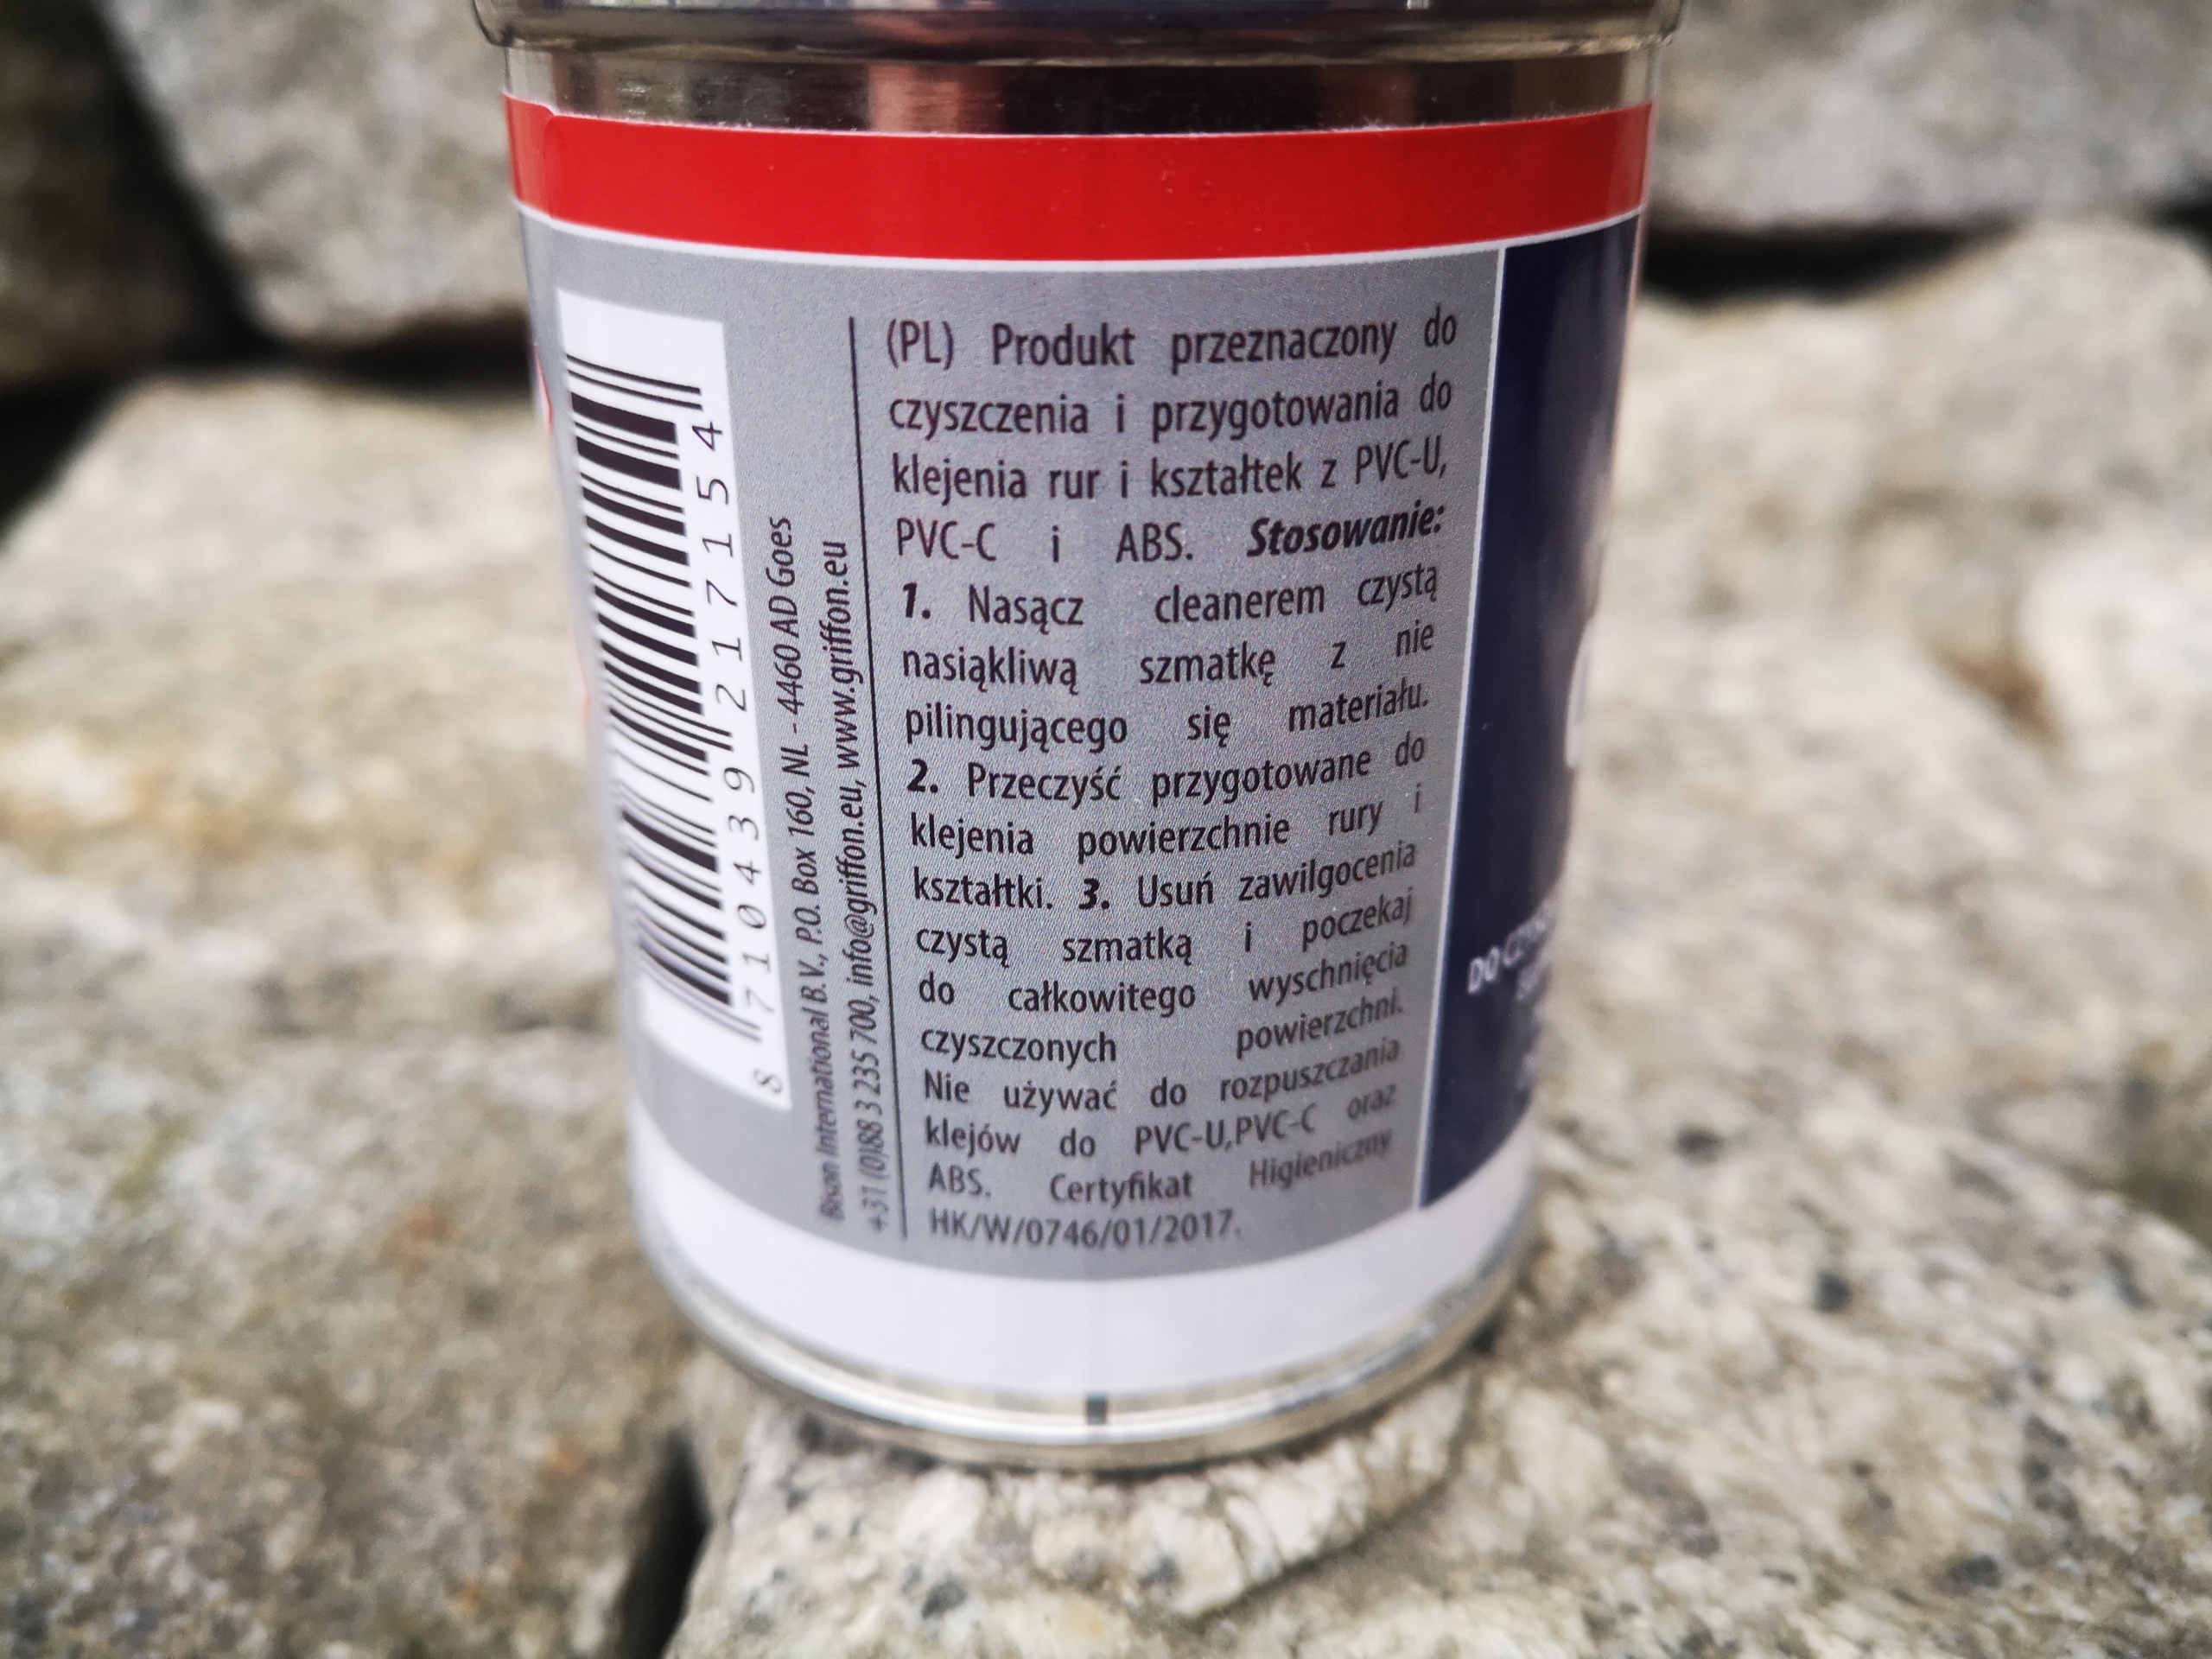 8 710439 217154
Bison International B.V., P.O. Box 160, NL - 4460 AD Goes
+31 (0)88 3 235 700, info@griffon.eu, www.griffon.eu
(PL) Produkt przeznaczony do
czyszczenia i przygotowania do
klejenia rur i kształtek z PVC-U,
PVC-C i ABS. Stosowanie:
1. Nasącz cleanerem czystą
nasiąkliwą szmatkę z nie
pilingującego się materiału.
2. Przeczyść przygotowane do
klejenia powierzchnie rury i
kształtki. 3. Usuń zawilgocenia
czystą szmatką i poczekaj
do całkowitego wyschnięcia
czyszczonych powierzchni.
Nie używać do rozpuszczania
klejów do PVC-U,PVC-C oraz
ABS. Certyfikat Higieniczny
HK/W/0746/01/2017.
DO